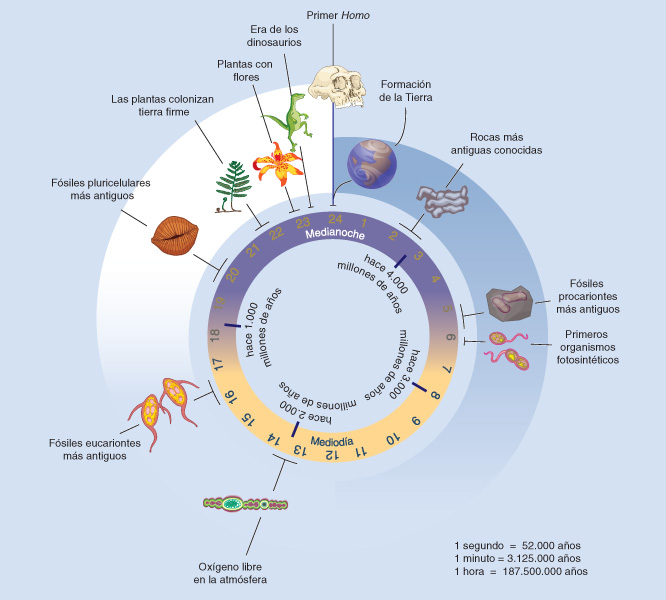 Primer Homo
Era de los
dinosaurios
Plantas con
flores
Formación
de la Tierra
Las plantas colonizan
tierra firme
Rocas más
antiguas conocidas
Fósiles pluricelulares
más antiguos
Fósiles
procariontes
más antiguos
Primeros
organismos
fotosintéticos
Fósiles eucariontes
más antiguos
Oxígeno libre
en la atmósfera
24
1
2
3
4
5
6
7
8
9
10
11
12
13
14
15
16
17
18
19
20
21
22
23
Medianoche
Mediodía
hace 4.000
millones de años
hace 3.000
millones de años
hace 2.000
millones de años
hace 1.000
millones de años
1 segundo = 52.000 años
1 minuto = 3.125.000 años
1 hora = 187.500.000 años